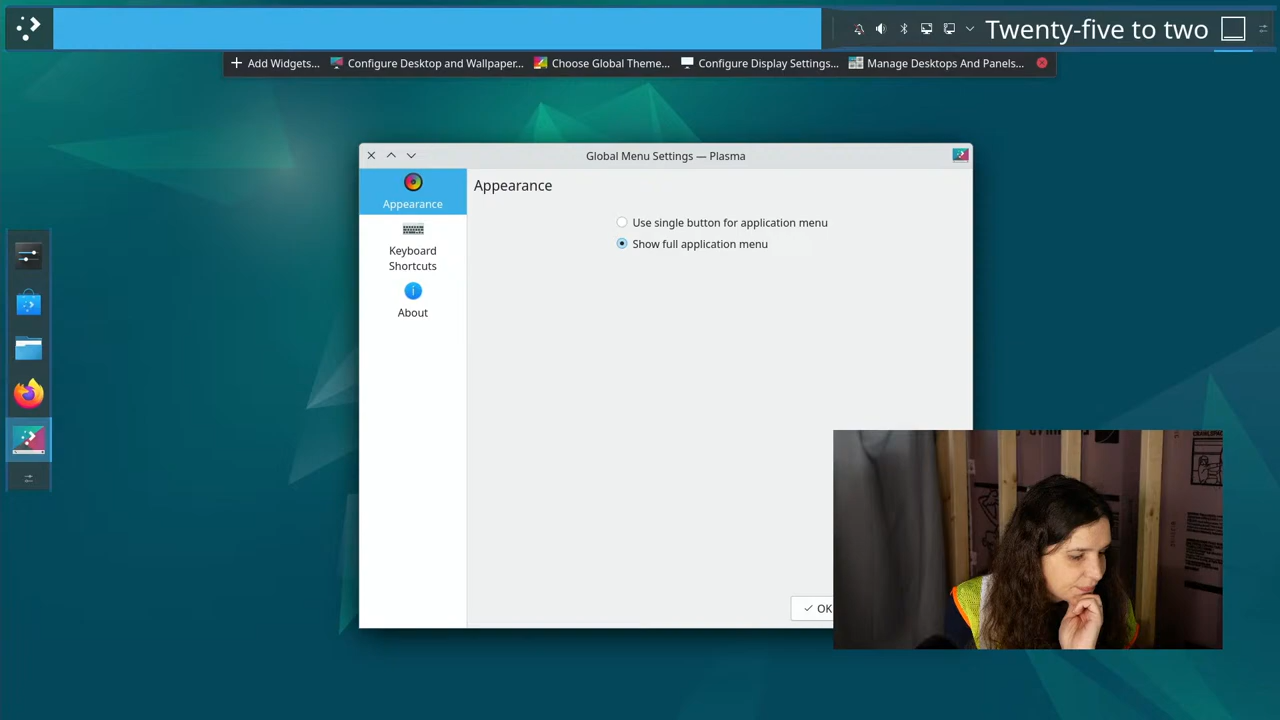 Twenty-five to two
Add Widgets...
Configure Desktop and Wallpaper...
Choose Global Theme...
Configure Display Settings...
Manage Desktops And Panels...
Global Menu Settings — Plasma
Appearance
Keyboard
Shortcuts
About
Appearance
Use single button for application menu
Show full application menu
OK